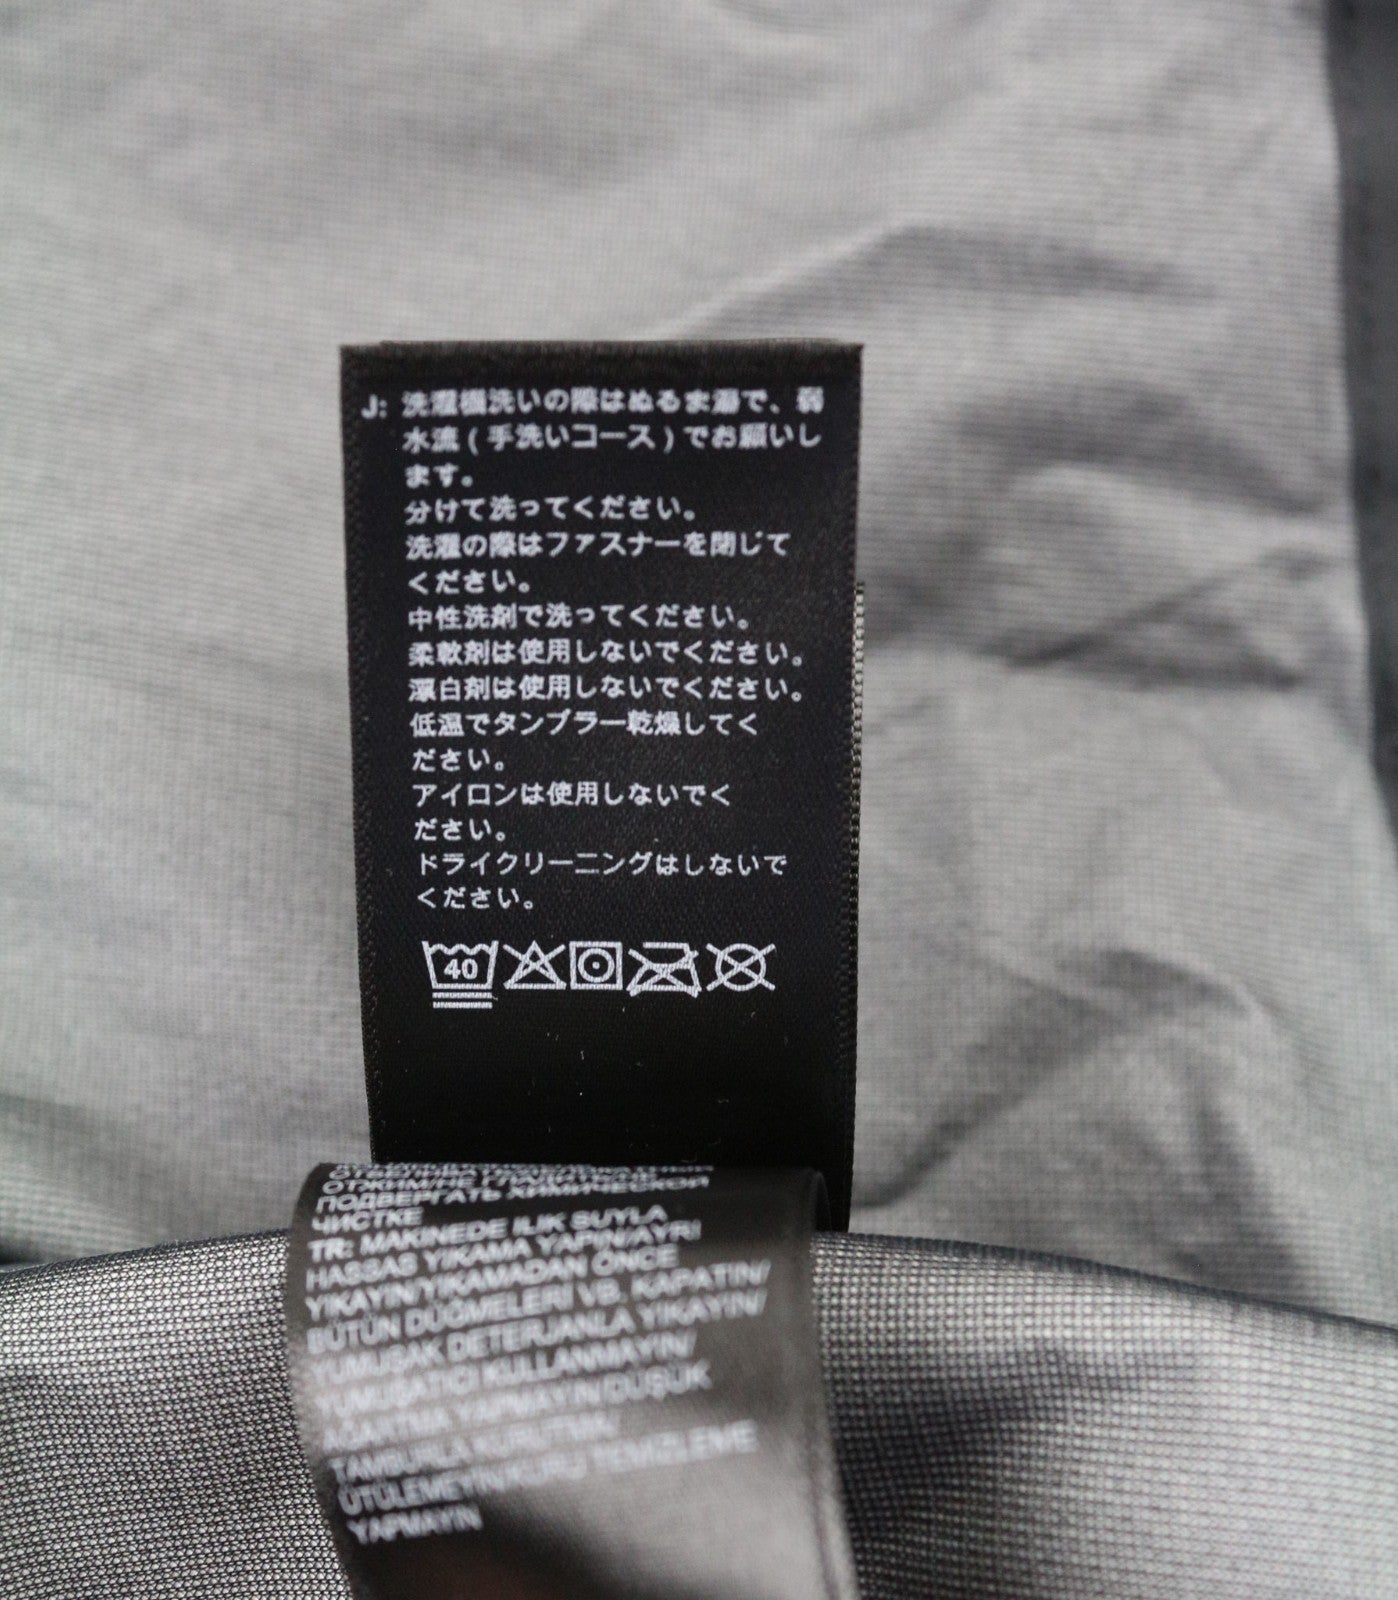 J: 洗濯機洗いの際はぬるま湯で、弱
水流(手洗いコース)でお願いし
ます。
分けて洗ってください。
洗濯の際はファスナーを閉じて
ください。
中性洗剤で洗ってください。
柔軟剤は使用しないでください。
漂白剤は使用しないでください。
低温でタンブラー乾燥してく
ださい。
アイロンは使用しないでく
ださい。
ドライクリーニングはしないで
ください。
40
ОТЖИМ/НЕ ГЛАДИТЬ/НЕ
ПОДВЕРГАТЬ ХИМИЧЕСКОЙ
ЧИСТКЕ
TR: MAKINEDE ILIK SUYLA
HASSAS YIKAMA YAPIN/AYRI
YIKAYIN/YIKAMADAN ÖNCE
BÜTÜN DÜĞMELERİ VB. KAPATIN/
YUMUŞAK DETERJANLA YIKAYIN/
YUMUŞATICI KULLANMAYIN/
AĞARTMA YAPMAYIN/DÜŞÜK
TAMBURLA KURUTMA/
ÜTÜLEMEYİN/KURU TEMİZLEME
YAPMAYIN